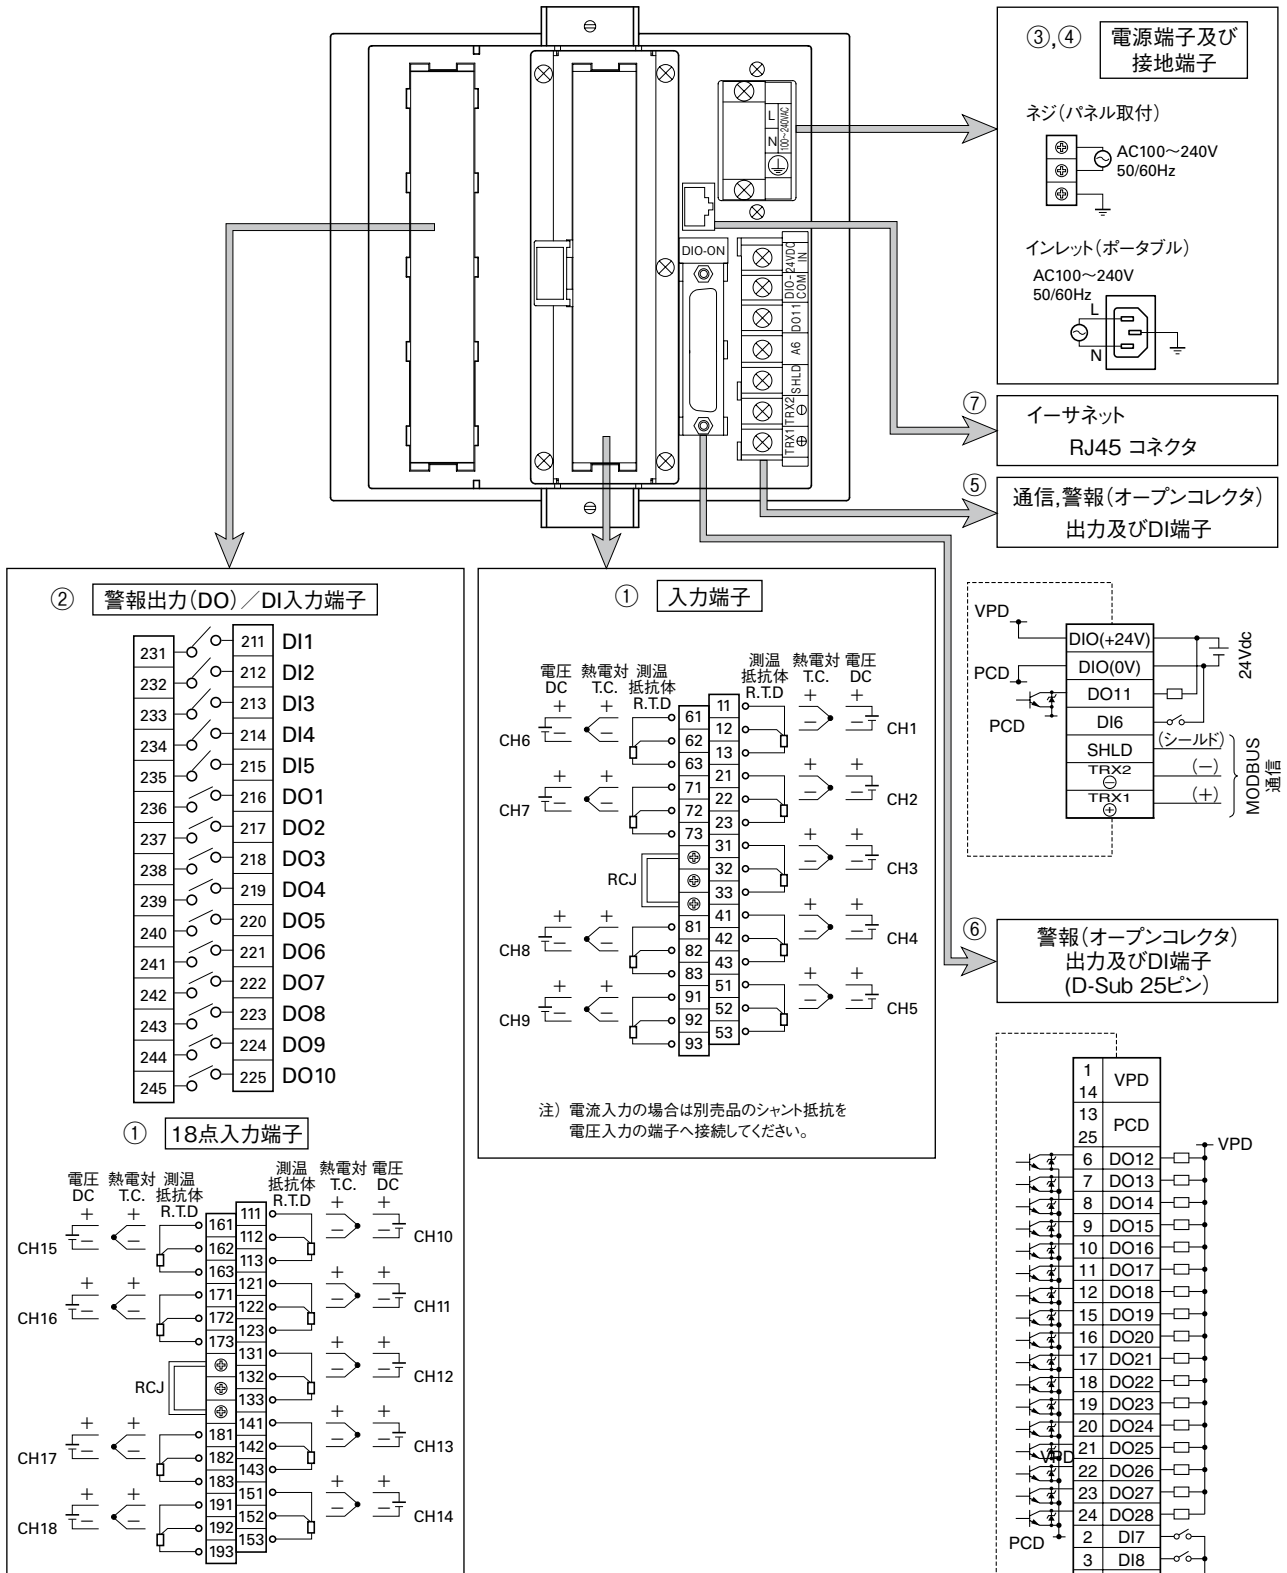 ③,④ 電源端子及び
接地端子
ネジ(パネル取付)
AC100〜240V
50/60Hz
インレット(ポータブル)
AC100〜240V
50/60Hz
L
N
L
N
100~240VAC
DIO-ON
24VDC IN
DIO-COM
DO11
A6
SHLD
TRX2 ⊖
TRX1 ⊕
⑦ イーサネット
RJ45 コネクタ
⑤ 通信,警報(オープンコレクタ)
出力及びDI端子
② 警報出力(DO)/DI入力端子
231 211 DI1
232 212 DI2
233 213 DI3
234 214 DI4
235 215 DI5
236 216 DO1
237 217 DO2
238 218 DO3
239 219 DO4
240 220 DO5
241 221 DO6
242 222 DO7
243 223 DO8
244 224 DO9
245 225 DO10
① 18点入力端子
電圧 DC
熱電対 T.C.
測温抵抗体 R.T.D
測温抵抗体 R.T.D
熱電対 T.C.
電圧 DC
+ − + − 161 111 + − + −
CH15 162 112 CH10
163 113
+ − + − 171 121 + − + −
CH16 172 122 CH11
173 123
131 + − + −
RCJ 132 CH12
133
+ − + − 181 141 + − + −
CH17 182 142 CH13
183 143
+ − + − 191 151 + − + −
CH18 192 152 CH14
193 153
① 入力端子
電圧 DC
熱電対 T.C.
測温抵抗体 R.T.D
測温抵抗体 R.T.D
熱電対 T.C.
電圧 DC
+ − + − 61 11 + − + −
CH6 62 12 CH1
63 13
+ − + − 71 21 + − + −
CH7 72 22 CH2
73 23
31 + − + −
RCJ 32 CH3
33
+ − + − 81 41 + − + −
CH8 82 42 CH4
83 43
+ − + − 91 51 + − + −
CH9 92 52 CH5
93 53
注) 電流入力の場合は別売品のシャント抵抗を
電圧入力の端子へ接続してください。
VPD
PCD
PCD
DIO(+24V)
DIO(0V)
DO11
DI6
SHLD (シールド)
TRX2 ⊖ (−)
TRX1 ⊕ (+)
24Vdc
MODBUS
通信
⑥ 警報(オープンコレクタ)
出力及びDI端子
(D-Sub 25ピン)
1
14 VPD
13
25 PCD
VPD
6 DO12
7 DO13
8 DO14
9 DO15
10 DO16
11 DO17
12 DO18
15 DO19
16 DO20
17 DO21
18 DO22
19 DO23
20 DO24
21 DO25
VPD
22 DO26
23 DO27
24 DO28
PCD
2 DI7
3 DI8